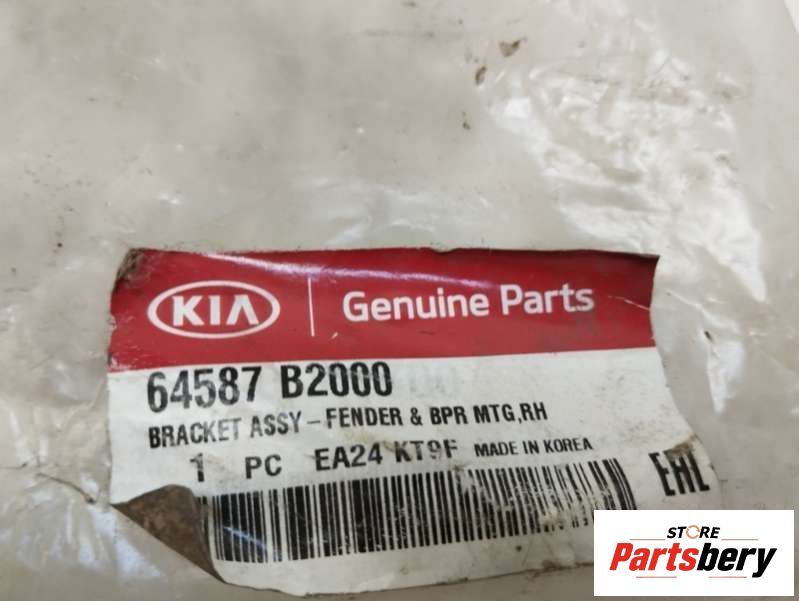 KIA Genuine Parts
64587 B2000
BRACKET ASSY-FENDER & BPR MTG,RH
1 PC EA24 KT9F MADE IN KOREA
EAC
STORE
Partsbery